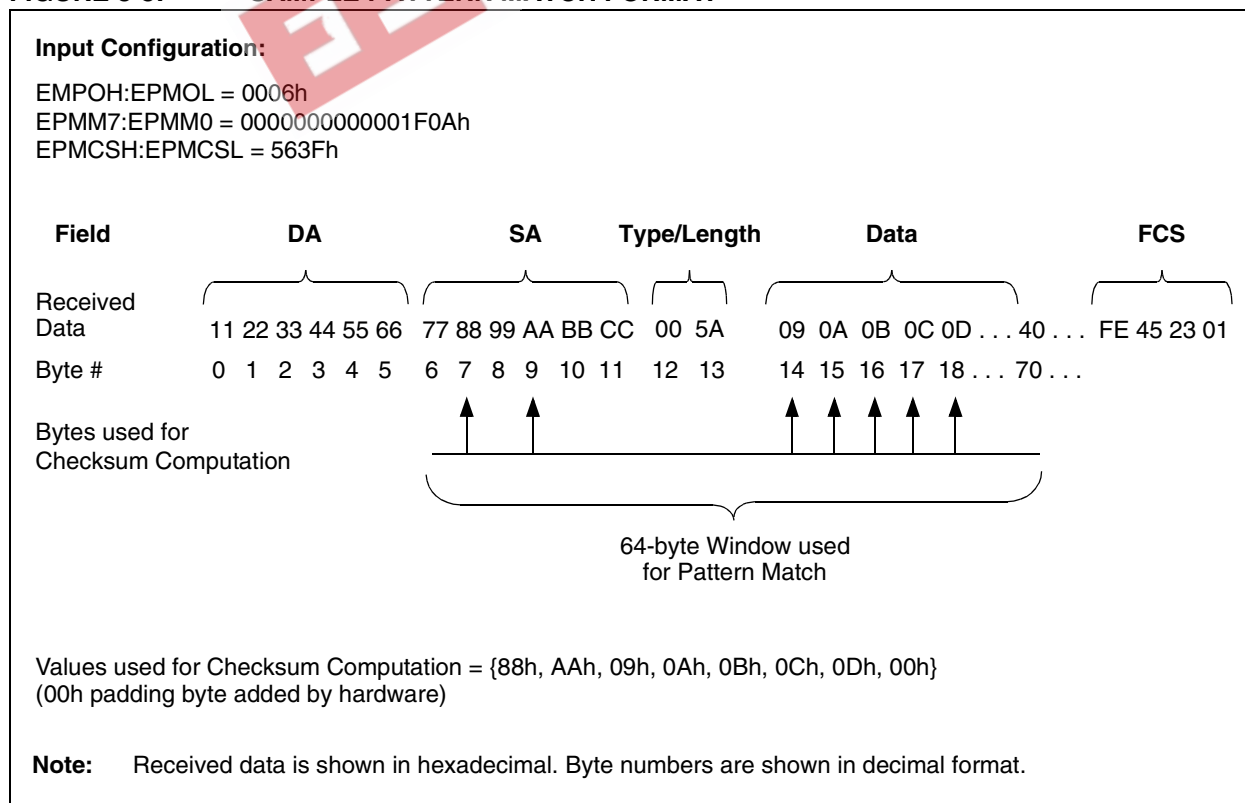 Input Configuration:
EMPOH:EPMOL = 0006h
EPMM7:EPMM0 = 0000000000001F0Ah
EPMCSH:EPMCSL = 563Fh
Field DA SA Type/Length Data FCS
Received
Data 11 22 33 44 55 66 77 88 99 AA BB CC 00 5A 09 0A 0B 0C 0D . . . 40 . . . FE 45 23 01
Byte # 0 1 2 3 4 5 6 7 8 9 10 11 12 13 14 15 16 17 18 . . . 70 . . .
Bytes used for
Checksum Computation
64-byte Window used
for Pattern Match
Values used for Checksum Computation = {88h, AAh, 09h, 0Ah, 0Bh, 0Ch, 0Dh, 00h}
(00h padding byte added by hardware)
Note: Received data is shown in hexadecimal. Byte numbers are shown in decimal format.